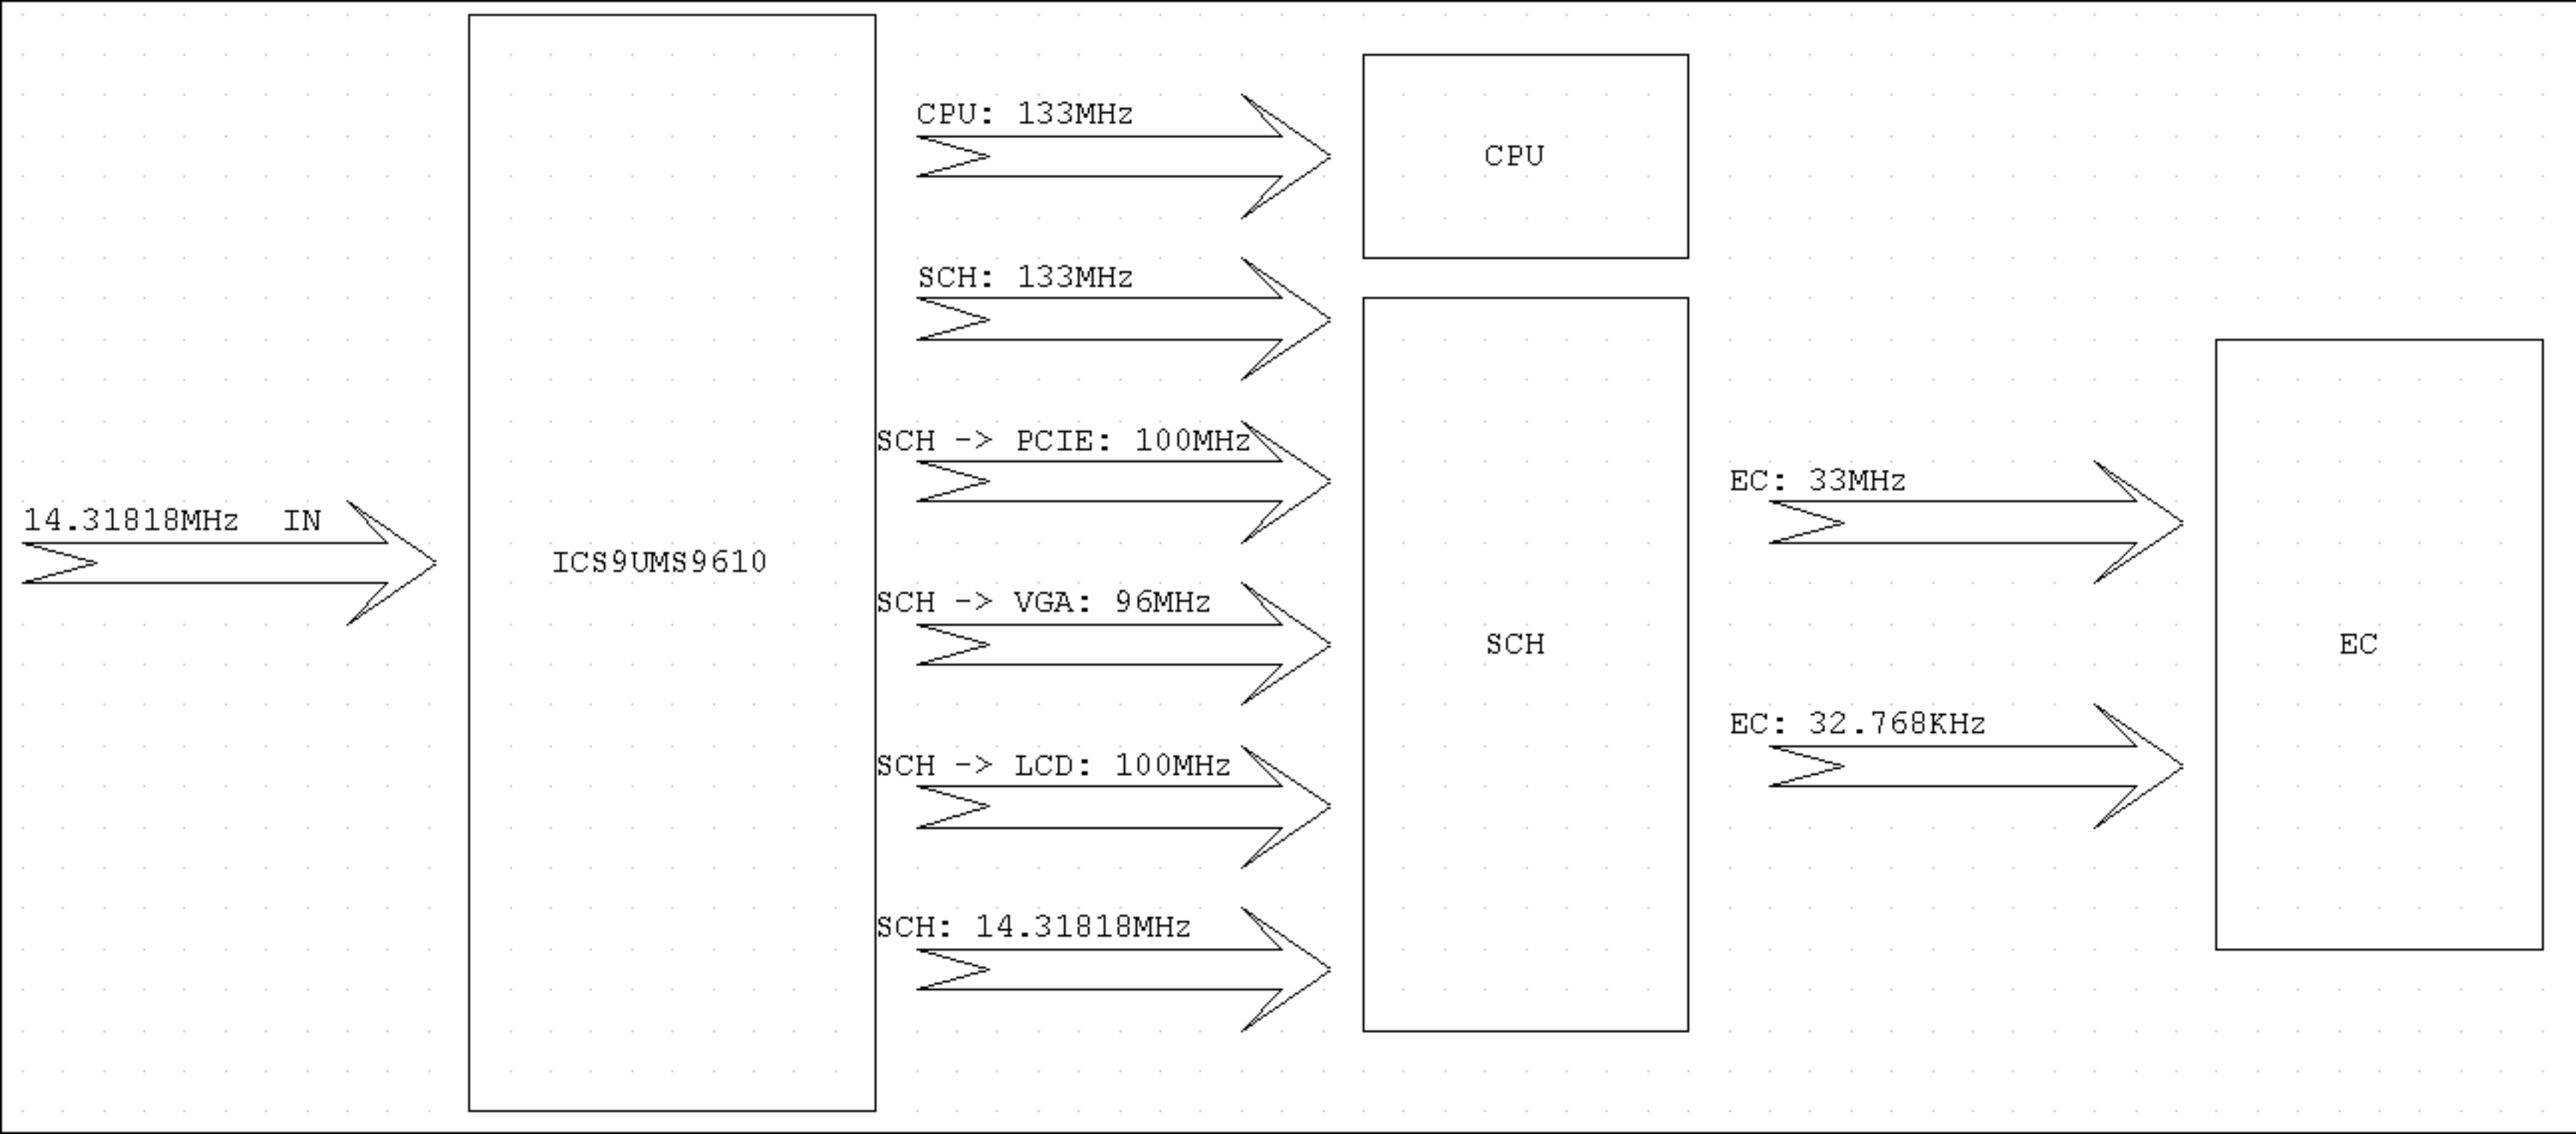 CPU: 133MHz
CPU
SCH: 133MHz
SCH -> PCIE: 100MHz
EC: 33MHz
14.31818MHz  IN
ICS9UMS9610
SCH -> VGA: 96MHz
SCH
EC
EC: 32.768KHz
SCH -> LCD: 100MHz
SCH: 14.31818MHz